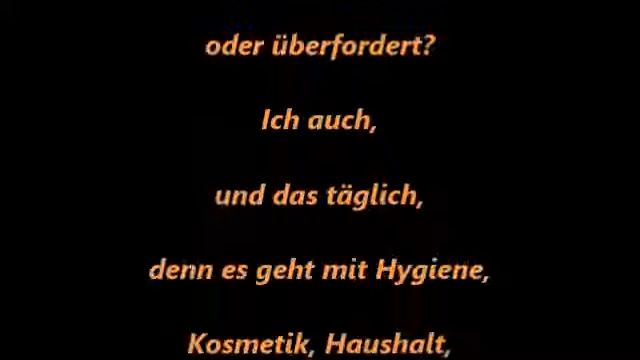 oder überfordert?
Ich auch,
und das täglich,
denn es geht mit Hygiene,
Kosmetik, Haushalt,